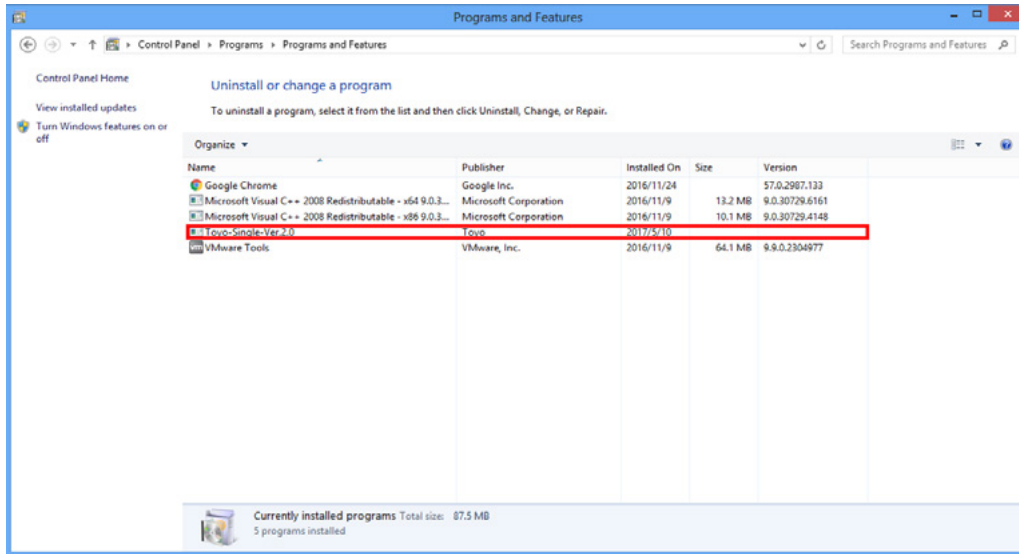 Programs and Features
Control Panel ▸ Programs ▸ Programs and Features
Search Programs and Features
Control Panel Home
View installed updates
Turn Windows features on or
off
Uninstall or change a program
To uninstall a program, select it from the list and then click Uninstall, Change, or Repair.
Organize
Name Publisher Installed On Size Version
Google Chrome Google Inc. 2016/11/24 57.0.2987.133
Microsoft Visual C++ 2008 Redistributable - x64 9.0.3... Microsoft Corporation 2016/11/9 13.2 MB 9.0.30729.6161
Microsoft Visual C++ 2008 Redistributable - x86 9.0.3... Microsoft Corporation 2016/11/9 10.1 MB 9.0.30729.4148
Tovo-Single-Ver.2.0 Tovo 2017/5/10
VMware Tools VMware, Inc. 2016/11/9 64.1 MB 9.9.0.2304977
Currently installed programs Total size: 87.5 MB
5 programs installed